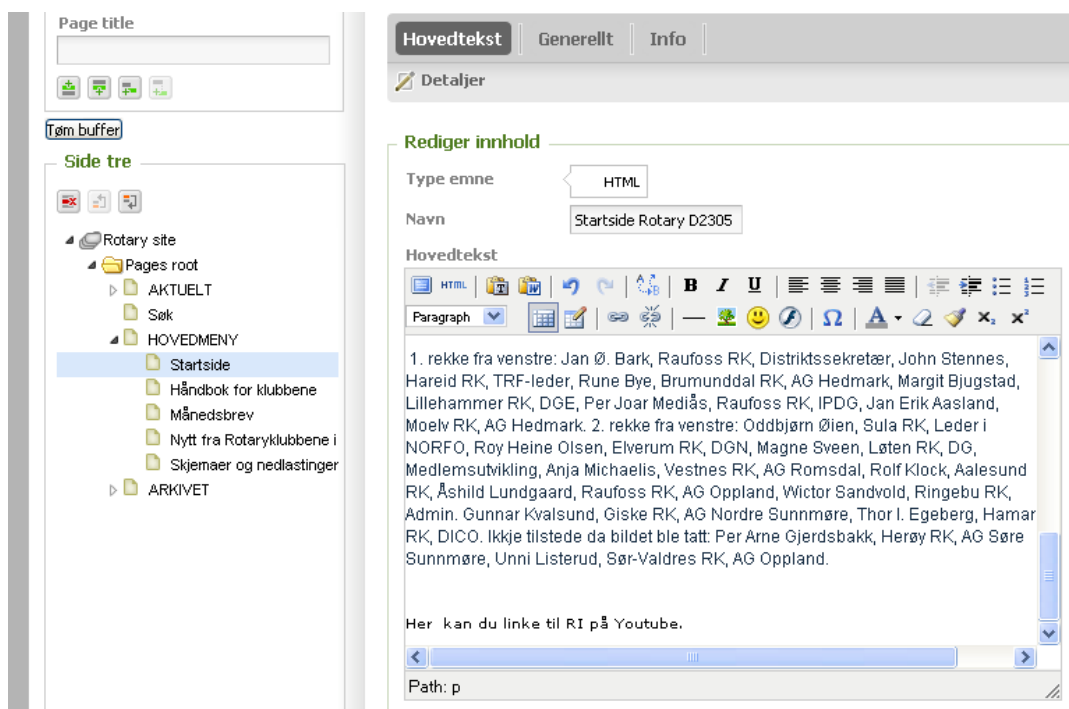 Page title
Tøm buffer
Side tre
Rotary site
Pages root
AKTUELT
Søk
HOVEDMENY
Startside
Håndbok for klubbene
Månedsbrev
Nytt fra Rotaryklubbene i
Skjemaer og nedlastinger
ARKIVET
Hovedtekst Generellt Info
Detaljer
Rediger innhold
Type emne HTML
Navn Startside Rotary D2305
Hovedtekst
HTML B I U
Paragraph Ω A x₂ x²
1. rekke fra venstre: Jan Ø. Bark, Raufoss RK, Distriktssekretær, John Stennes,
Hareid RK, TRF-leder, Rune Bye, Brumunddal RK, AG Hedmark, Margit Bjugstad,
Lillehammer RK, DGE, Per Joar Mediås, Raufoss RK, IPDG, Jan Erik Aasland,
Moelv RK, AG Hedmark. 2. rekke fra venstre: Oddbjørn Øien, Sula RK, Leder i
NORFO, Roy Heine Olsen, Elverum RK, DGN, Magne Sveen, Løten RK, DG,
Medlemsutvikling, Anja Michaelis, Vestnes RK, AG Romsdal, Rolf Klock, Aalesund
RK, Åshild Lundgaard, Raufoss RK, AG Oppland, Wictor Sandvold, Ringebu RK,
Admin. Gunnar Kvalsund, Giske RK, AG Nordre Sunnmøre, Thor I. Egeberg, Hamar
RK, DICO. Ikkje tilstede da bildet ble tatt: Per Arne Gjerdsbakk, Herøy RK, AG Søre
Sunnmøre, Unni Listerud, Sør-Valdres RK, AG Oppland.
Her kan du linke til RI på Youtube.
Path: p